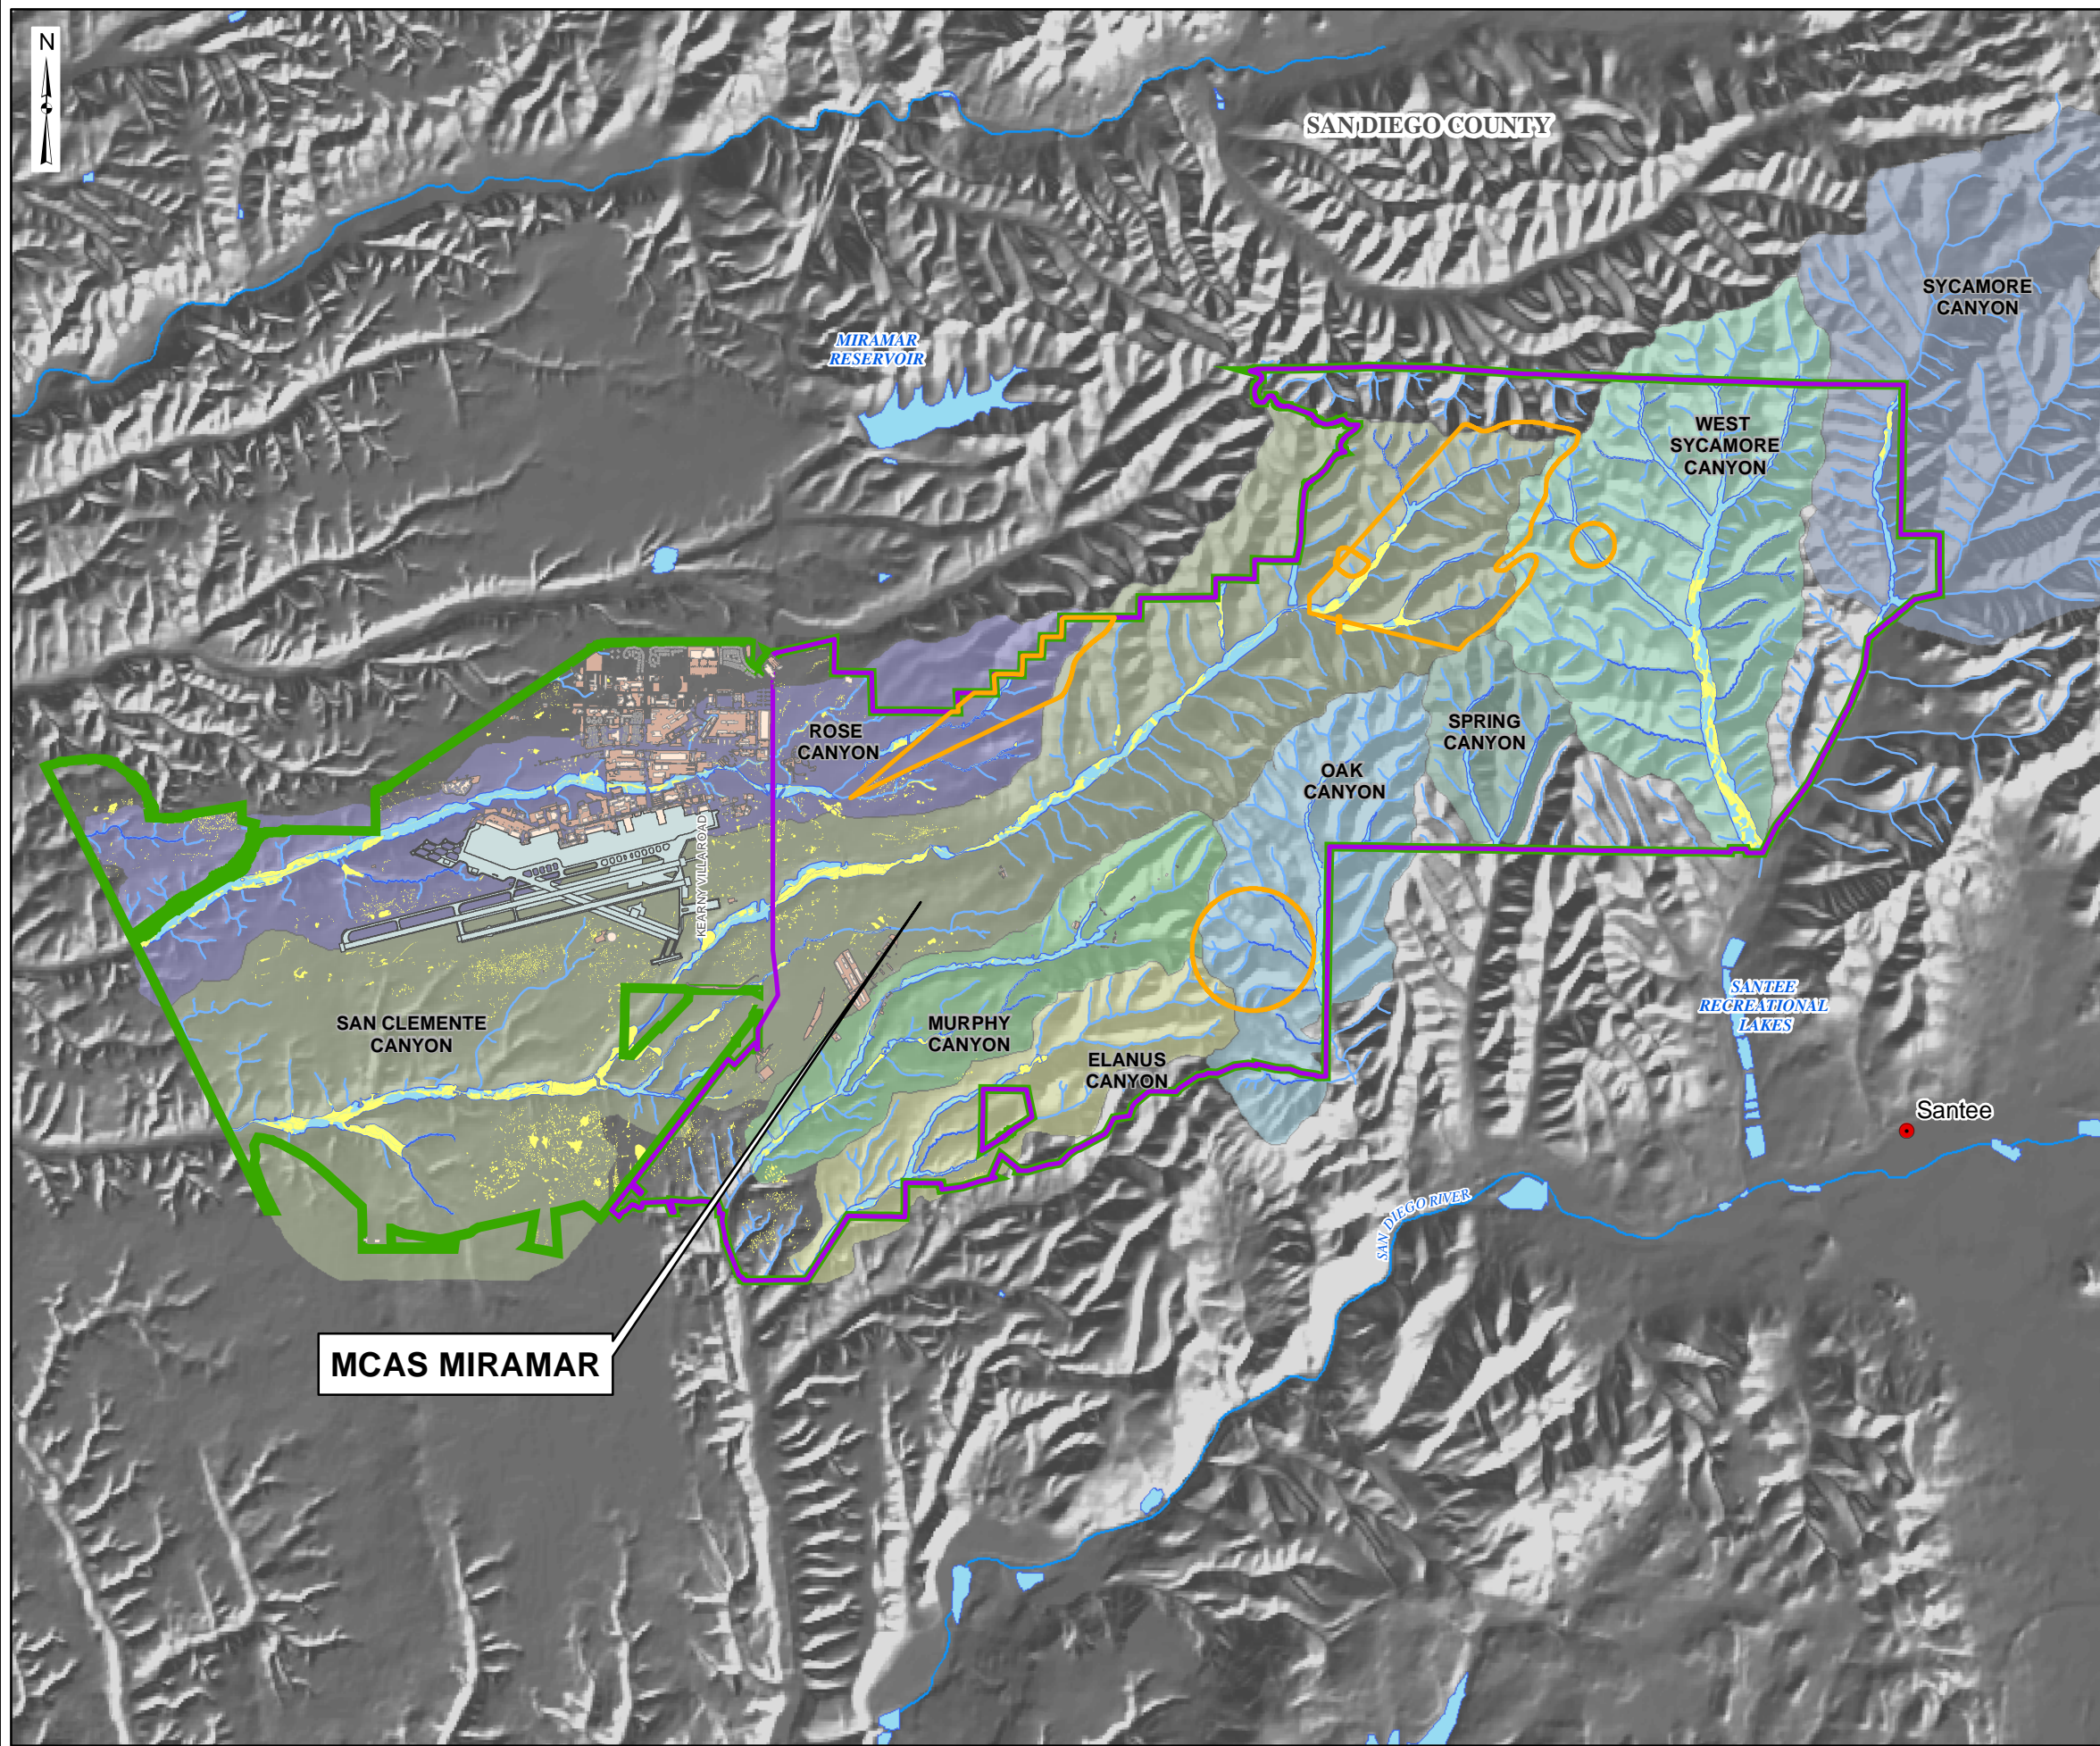 N
SAN DIEGO COUNTY
SYCAMORE
CANYON
MIRAMAR
RESERVOIR
WEST
SYCAMORE
CANYON
ROSE
CANYON
SPRING
CANYON
OAK
CANYON
KEARNY VILLA ROAD
SAN CLEMENTE
CANYON
MURPHY
CANYON
ELANUS
CANYON
SANTEE
RECREATIONAL
LAKES
Santee
SAN DIEGO RIVER
MCAS MIRAMAR